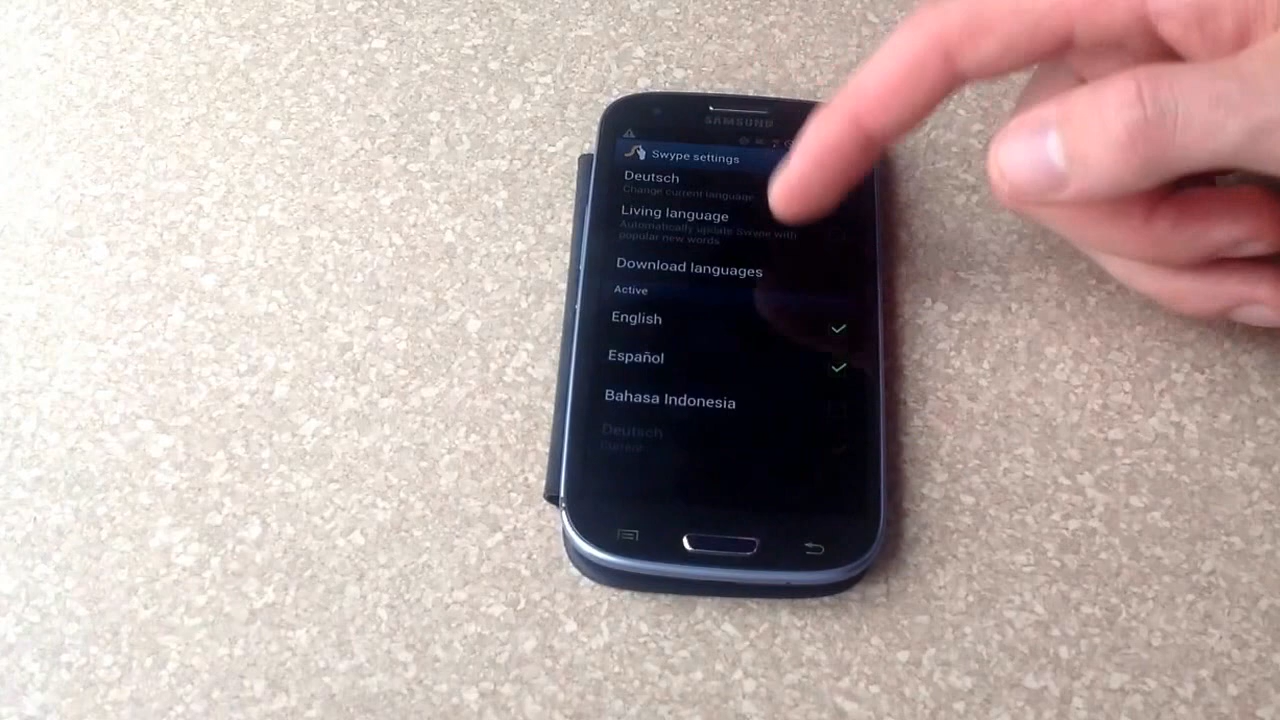 SAMSUNG
Swype settings
Deutsch
Change current language
Living language
Automatically update Swype with
popular new words
Download languages
Active
English
Español
Bahasa Indonesia
Deutsch
Current